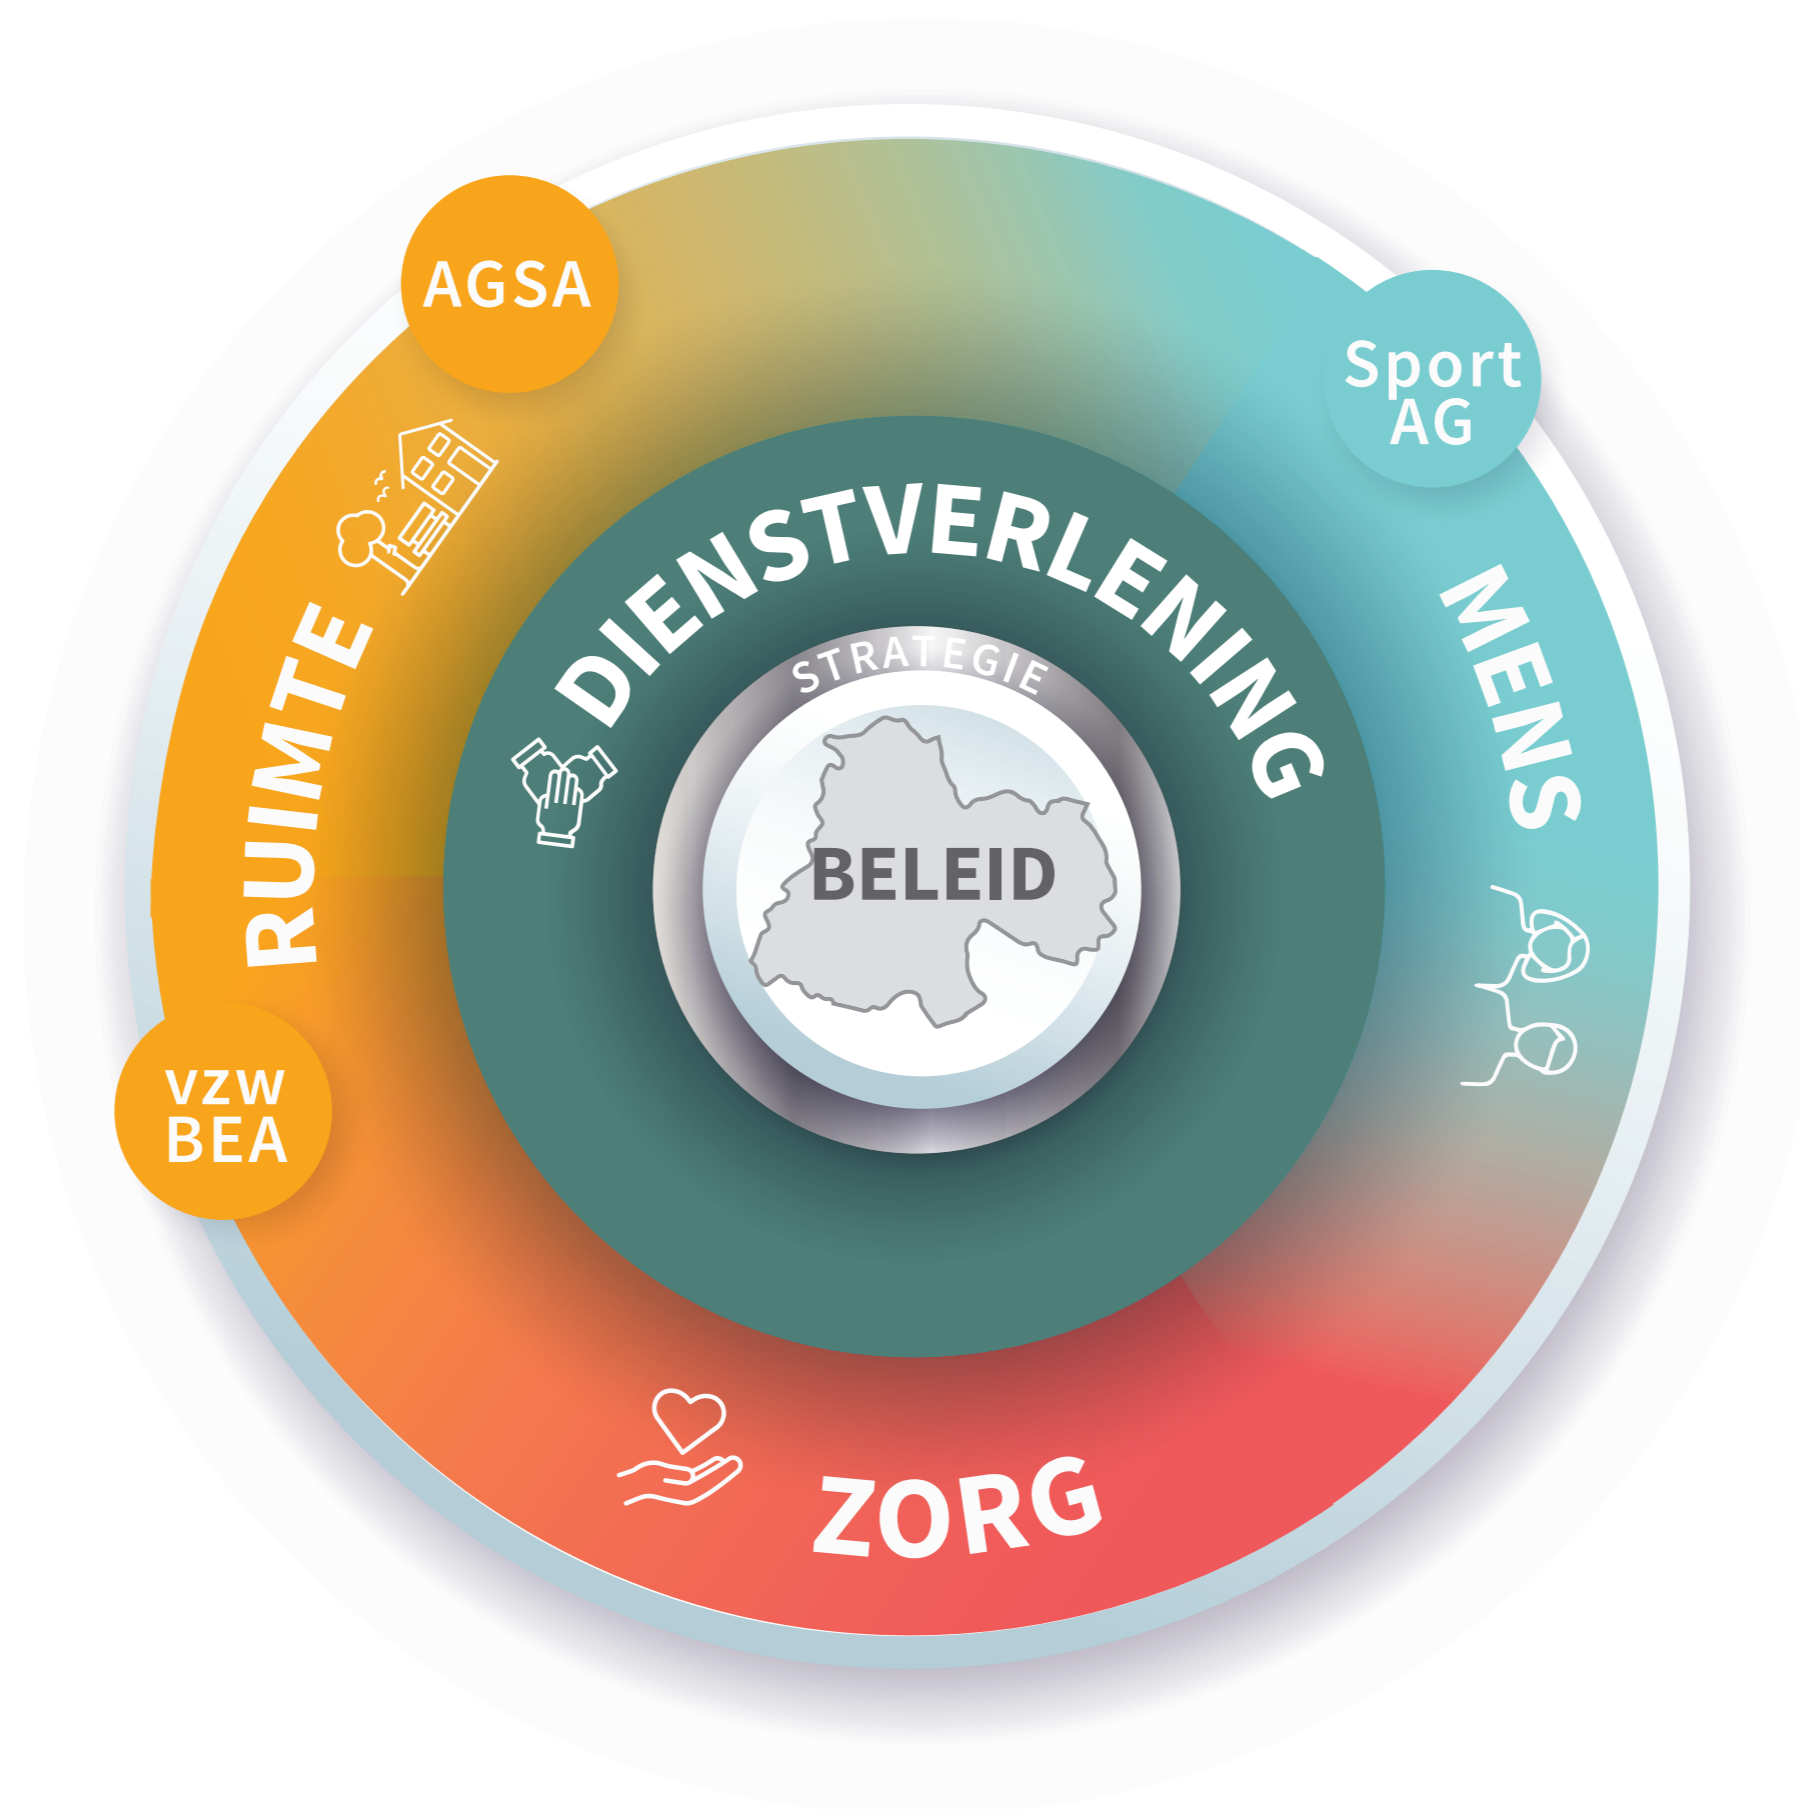 AGSA
Sport
AG
DIENSTVERLENING
STRATEGIE
BELEID
RUIMTE
MENS
VZW
BEA
ZORG